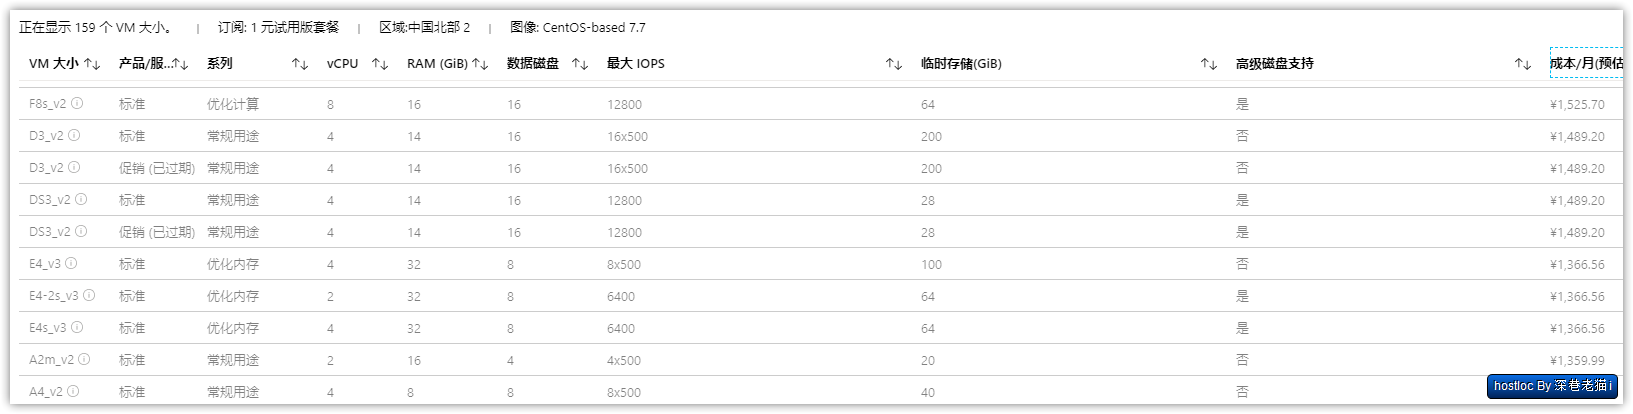 正在显示 159 个 VM 大小。 | 订阅: 1 元试用版套餐 | 区域:中国北部 2 | 图像: CentOS-based 7.7
VM 大小 ↑↓ 产品/服...↑↓ 系列 ↑↓ vCPU ↑↓ RAM (GiB) ↑↓ 数据磁盘 ↑↓ 最大 IOPS ↑↓ 临时存储(GiB) ↑↓ 高级磁盘支持 ↑↓ 成本/月(预估
F8s_v2 标准 优化计算 8 16 16 12800 64 是 ¥1,525.70
D3_v2 标准 常规用途 4 14 16 16x500 200 否 ¥1,489.20
D3_v2 促销 (已过期) 常规用途 4 14 16 16x500 200 否 ¥1,489.20
DS3_v2 标准 常规用途 4 14 16 12800 28 是 ¥1,489.20
DS3_v2 促销 (已过期) 常规用途 4 14 16 12800 28 是 ¥1,489.20
E4_v3 标准 优化内存 4 32 8 8x500 100 否 ¥1,366.56
E4-2s_v3 标准 优化内存 2 32 8 6400 64 是 ¥1,366.56
E4s_v3 标准 优化内存 4 32 8 6400 64 是 ¥1,366.56
A2m_v2 标准 常规用途 2 16 4 4x500 20 否 ¥1,359.99
A4_v2 标准 常规用途 4 8 8 8x500 40 否
hostloc By 深巷老猫i